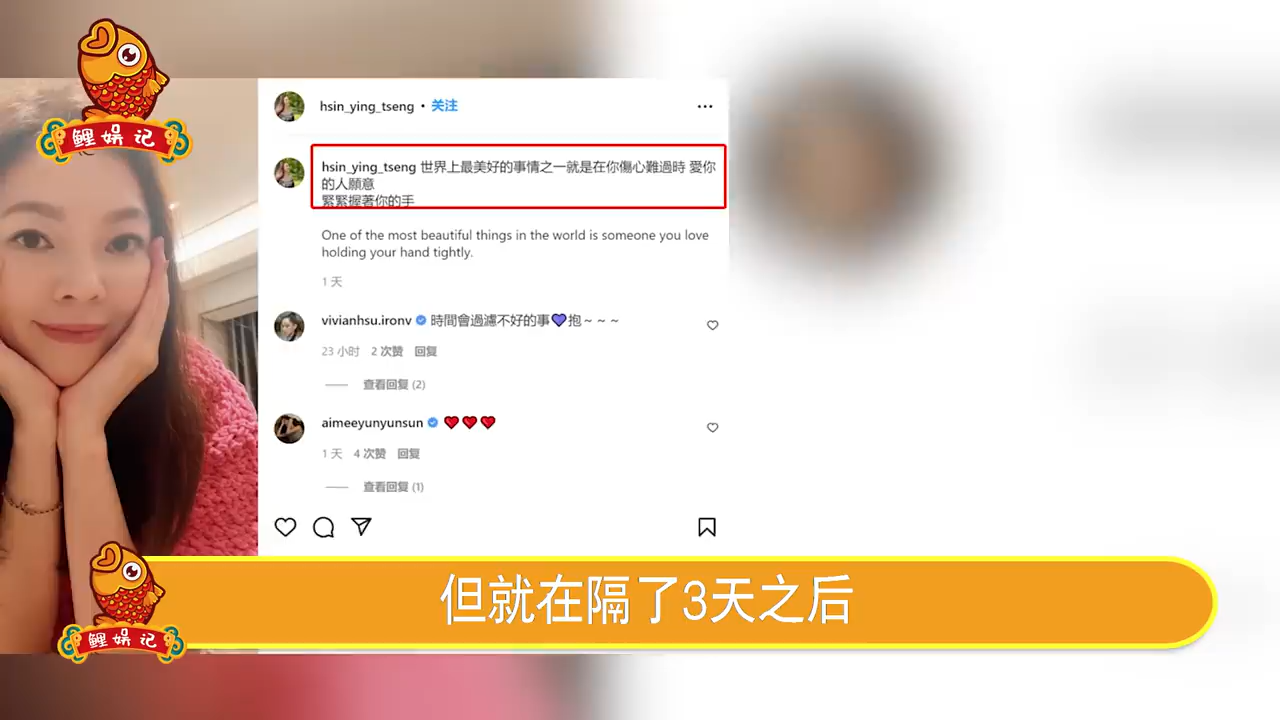 鲤娱记
hsin_ying_tseng • 关注
hsin_ying_tseng 世界上最美好的事情之一就是在你傷心難過時 愛你
的人願意
緊緊握著你的手
One of the most beautiful things in the world is someone you love
holding your hand tightly.
1 天
vivianhsu.ironv 時間會過濾不好的事💜抱~~~
23 小时 2 次赞 回复
查看回复 (2)
aimeeyunyunsun ❤❤❤
1 天 4 次赞 回复
查看回复 (1)
但就在隔了3天之后
鲤娱记